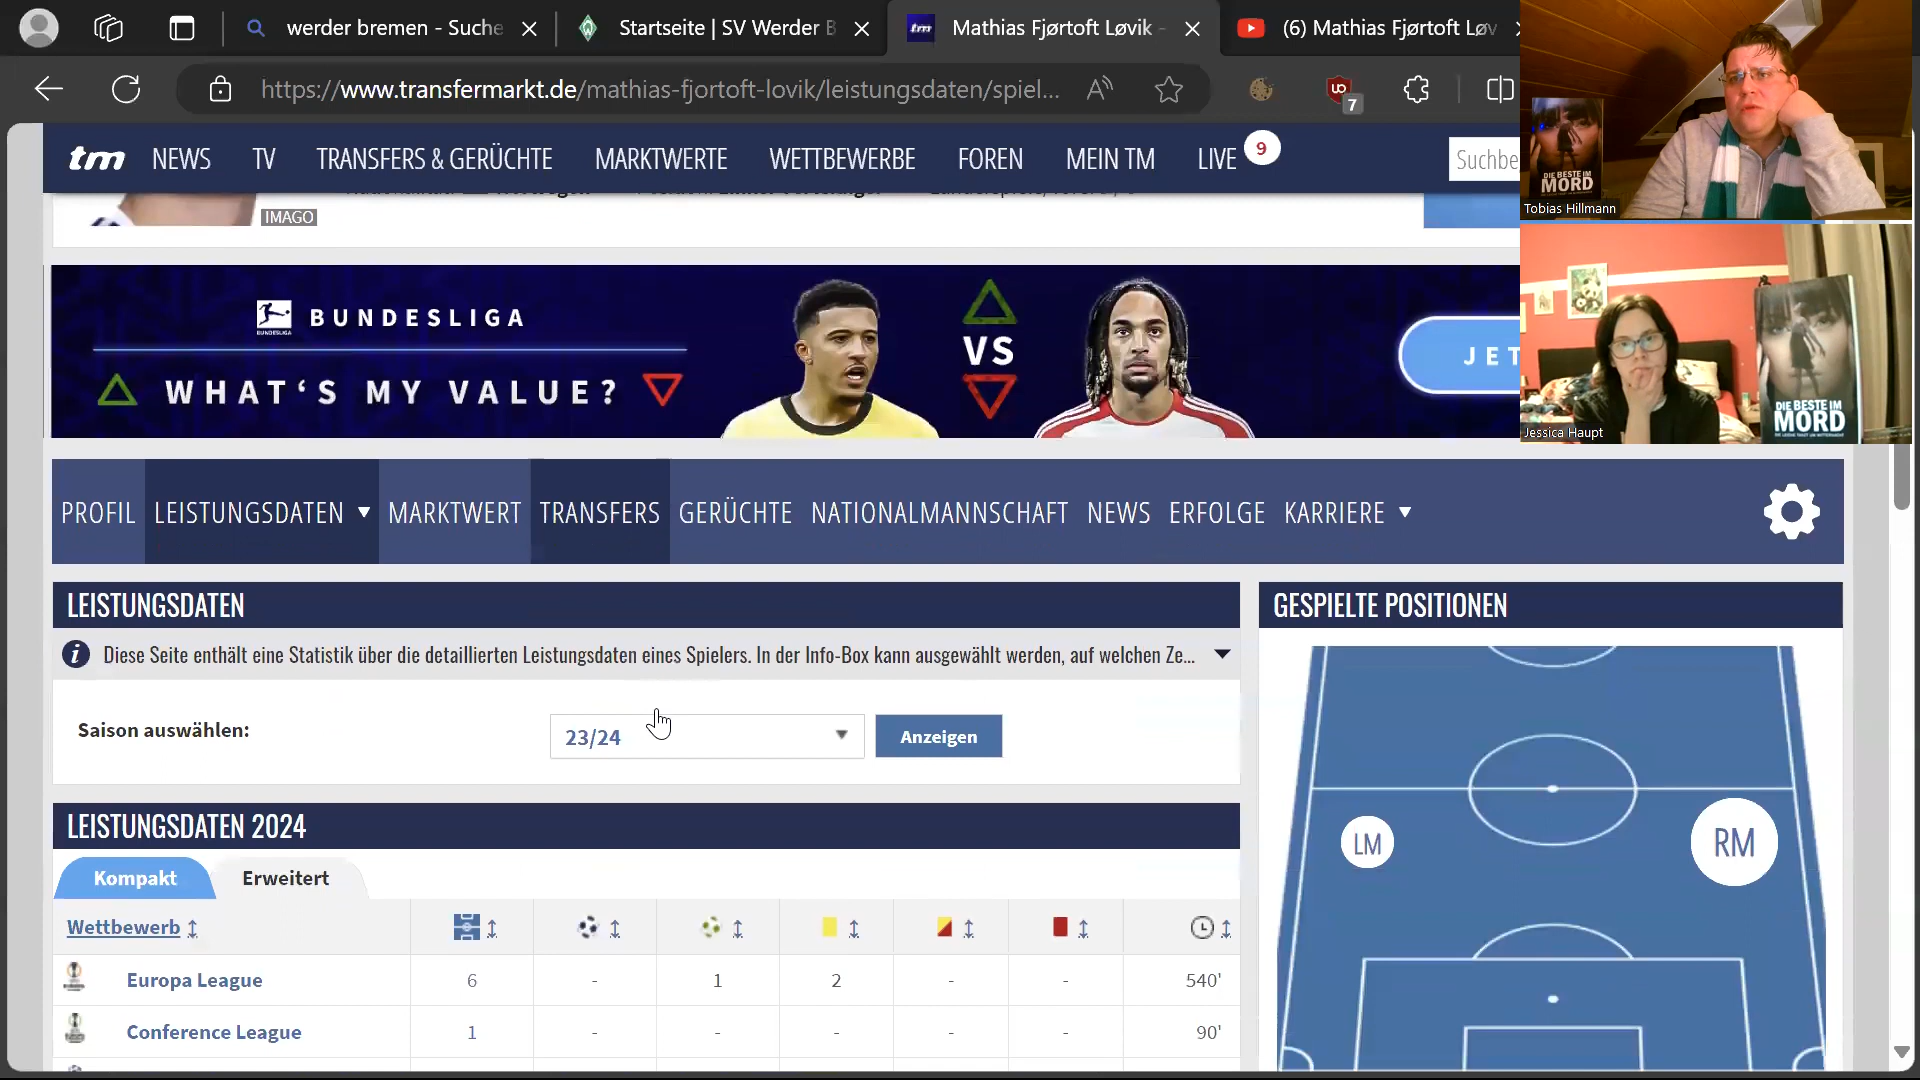 werder bremen - Suche
Startseite | SV Werder B
tm Mathias Fjørtoft Løvik -
(6) Mathias Fjørtoft Løv
https://www.transfermarkt.de/mathias-fjortoft-lovik/leistungsdaten/spiel...
7
tm NEWS TV TRANSFERS & GERÜCHTE MARKTWERTE WETTBEWERBE FOREN MEIN TM LIVE 9
Suchbe
IMAGO
DIE BESTE IM
MORD
Tobias Hillmann
DIE BESTE IM
MORD
Jessica Haupt
BUNDESLIGA
BUNDESLIGA
WHAT'S MY VALUE?
VS
JET
PROFIL LEISTUNGSDATEN MARKTWERT TRANSFERS GERÜCHTE NATIONALMANNSCHAFT NEWS ERFOLGE KARRIERE
LEISTUNGSDATEN
Diese Seite enthält eine Statistik über die detaillierten Leistungsdaten eines Spielers. In der Info-Box kann ausgewählt werden, auf welchen Ze...
Saison auswählen:
23/24
Anzeigen
LEISTUNGSDATEN 2024
Kompakt Erweitert
Wettbewerb
Europa League 6 - 1 2 - - 540'
Conference League 1 - - - - - 90'
GESPIELTE POSITIONEN
LM
RM